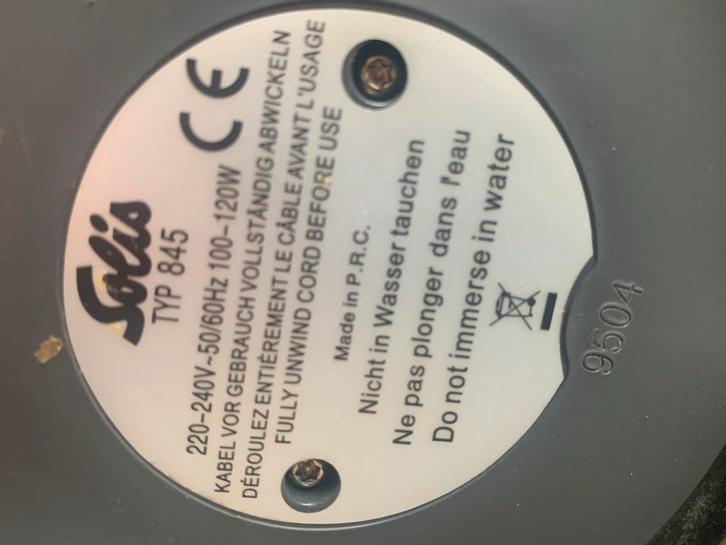 Solis
TYP 845
220-240V~50/60Hz 100-120W
KABEL VOR GEBRAUCH VOLLSTÄNDIG ABWICKELN
DÉROULEZ ENTIÈREMENT LE CÂBLE AVANT L'USAGE
FULLY UNWIND CORD BEFORE USE
Made in P.R.C.
Nicht in Wasser tauchen
Ne pas plonger dans l'eau
Do not immerse in water
CE
9504